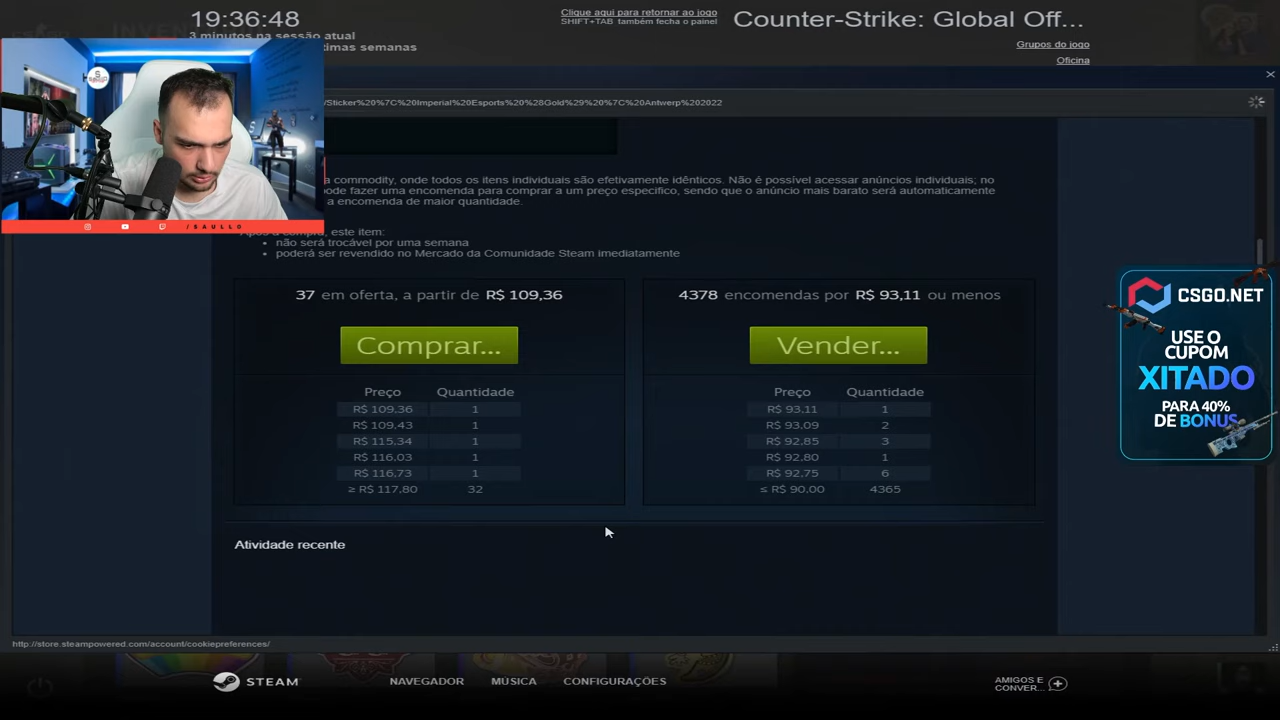 19:36:48
3 minutos na sessão atual
timas semanas
Clique aqui para retornar ao jogo
SHIFT+TAB também fecha o painel
Counter-Strike: Global Off...
Grupos do jogo
Oficina
/Sticker%20%7C%20Imperial%20Esports%20%28Gold%29%20%7C%20Antwerp%202022
a commodity, onde todos os itens individuais são efetivamente idênticos. Não é possível acessar anúncios individuais; no
ode fazer uma encomenda para comprar a um preço específico, sendo que o anúncio mais barato será automaticamente
a encomenda de maior quantidade.
/SAULLO
Após a compra, este item:
• não será trocável por uma semana
• poderá ser revendido no Mercado da Comunidade Steam imediatamente
37 em oferta, a partir de R$ 109,36
Comprar...
Preço Quantidade
R$ 109,36 1
R$ 109,43 1
R$ 115,34 1
R$ 116,03 1
R$ 116,73 1
≥ R$ 117,80 32
4378 encomendas por R$ 93,11 ou menos
Vender...
Preço Quantidade
R$ 93,11 1
R$ 93,09 2
R$ 92,85 3
R$ 92,80 1
R$ 92,75 6
≤ R$ 90,00 4365
CSGO.NET
USE O
CUPOM
XITADO
PARA 40%
DE BONUS
Atividade recente
http://store.steampowered.com/account/cookiepreferences/
STEAM
NAVEGADOR
MÚSICA
CONFIGURAÇÕES
AMIGOS E
CONVER...